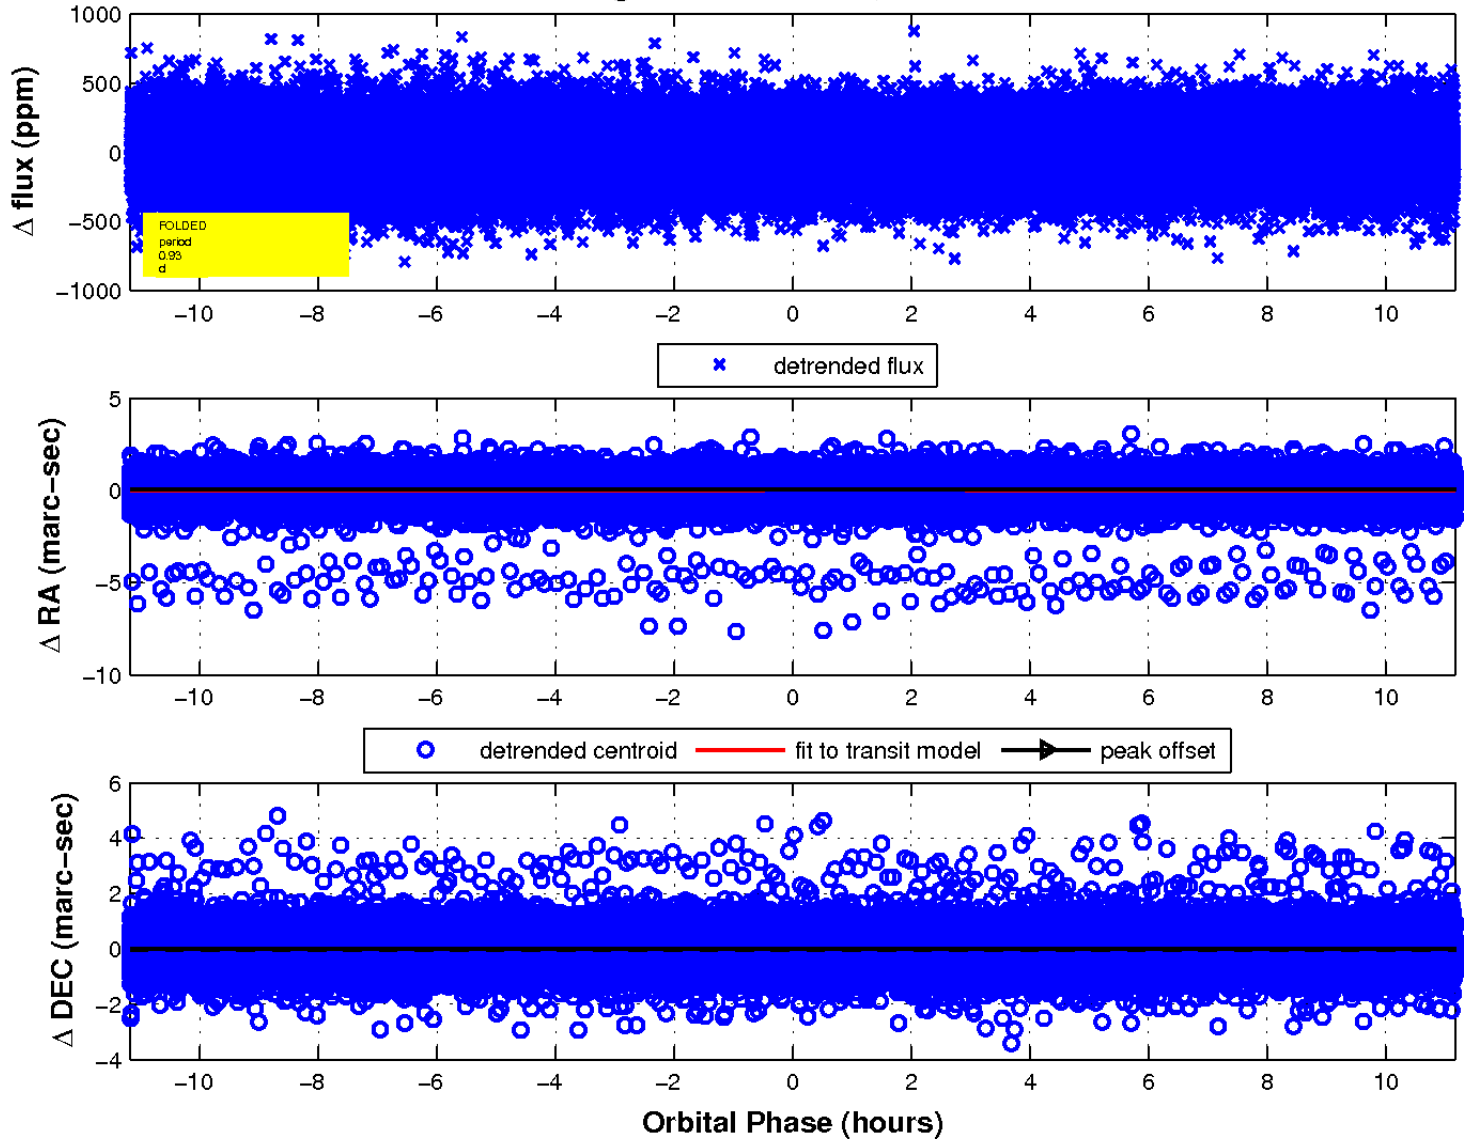 1000
500
0
−500
−1000
Δ flux (ppm)
FOLDED
period
0.93
d
−10 −8 −6 −4 −2 0 2 4 6 8 10
detrended flux
5
0
−5
−10
Δ RA (marc−sec)
−10 −8 −6 −4 −2 0 2 4 6 8 10
detrended centroid fit to transit model peak offset
6
4
2
0
−2
−4
Δ DEC (marc−sec)
−10 −8 −6 −4 −2 0 2 4 6 8 10
Orbital Phase (hours)